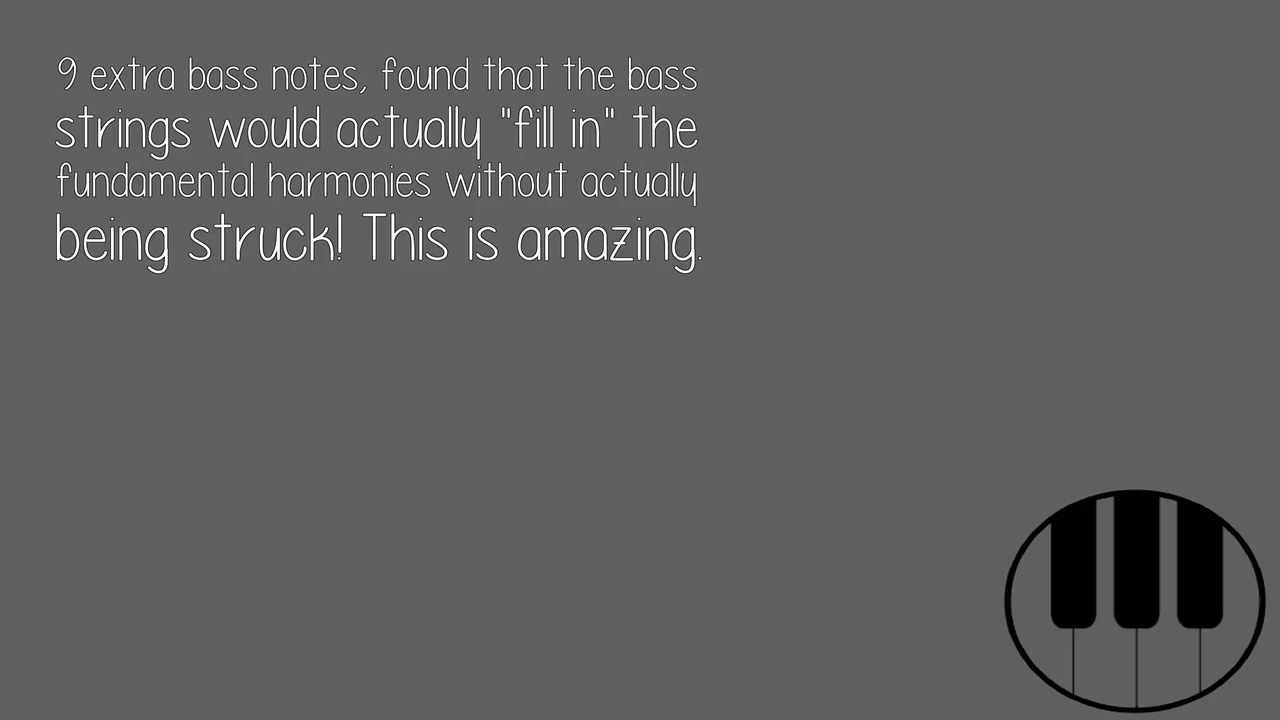 9 extra bass notes, found that the bass
strings would actually "fill in" the
fundamental harmonies without actually
being struck! This is amazing.